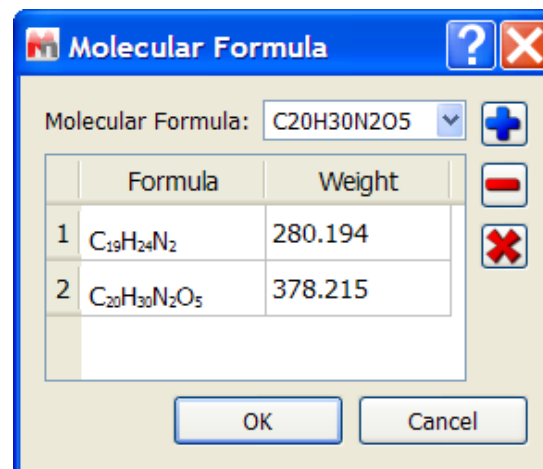 Molecular Formula
Molecular Formula: C20H30N2O5
Formula Weight
1 C₁₉H₂₄N₂ 280.194
2 C₂₀H₃₀N₂O₅ 378.215
OK Cancel